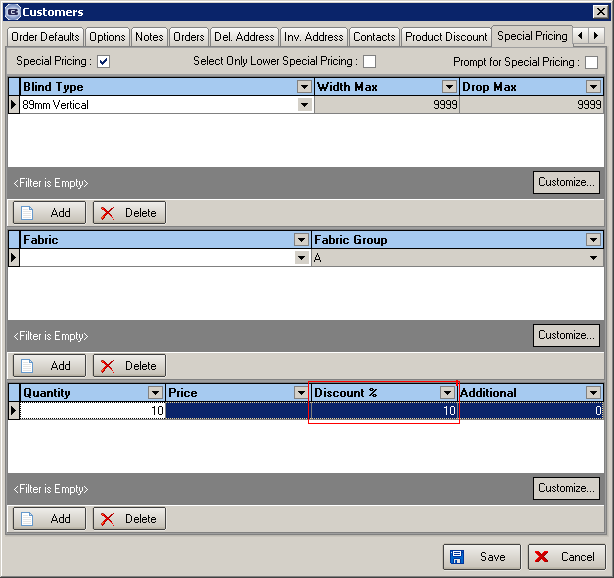 Customers
Order Defaults Options Notes Orders Del. Address Inv. Address Contacts Product Discount Special Pricing
Special Pricing : Select Only Lower Special Pricing : Prompt for Special Pricing :
Blind Type Width Max Drop Max
89mm Vertical 9999 9999
<Filter is Empty> Customize...
Add Delete
Fabric Fabric Group
A
<Filter is Empty> Customize...
Add Delete
Quantity Price Discount % Additional
10 10 0
<Filter is Empty> Customize...
Add Delete
Save Cancel